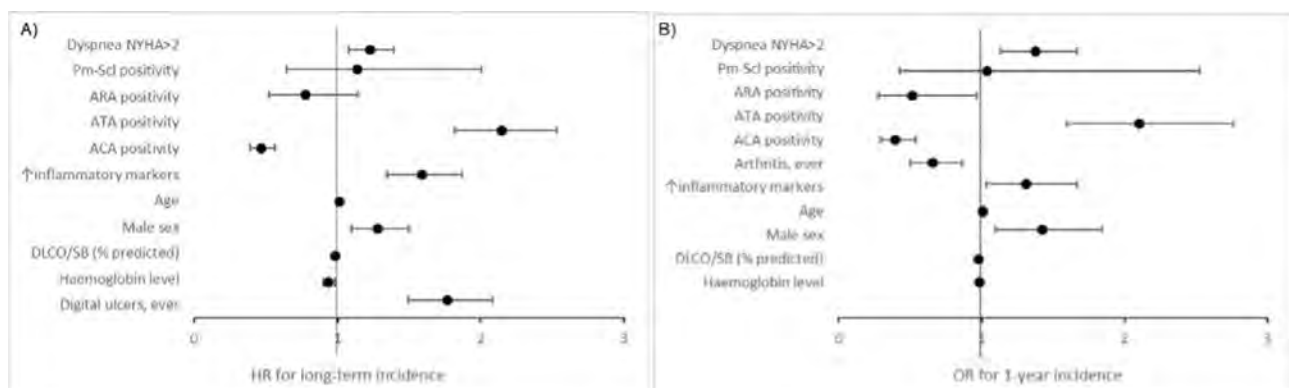 A)
Dyspnea NYHA>2
Pm-Scl positivity
ARA positivity
ATA positivity
ACA positivity
↑inflammatory markers
Age
Male sex
DLCO/SB (% predicted)
Haemoglobin level
Digital ulcers, ever
0 1 2 3
HR for long-term incidence
B)
Dyspnea NYHA>2
Pm-Scl positivity
ARA positivity
ATA positivity
ACA positivity
Arthritis, ever
↑inflammatory markers
Age
Male sex
DLCO/SB (% predicted)
Haemoglobin level
0 1 2 3
OR for 1-year incidence